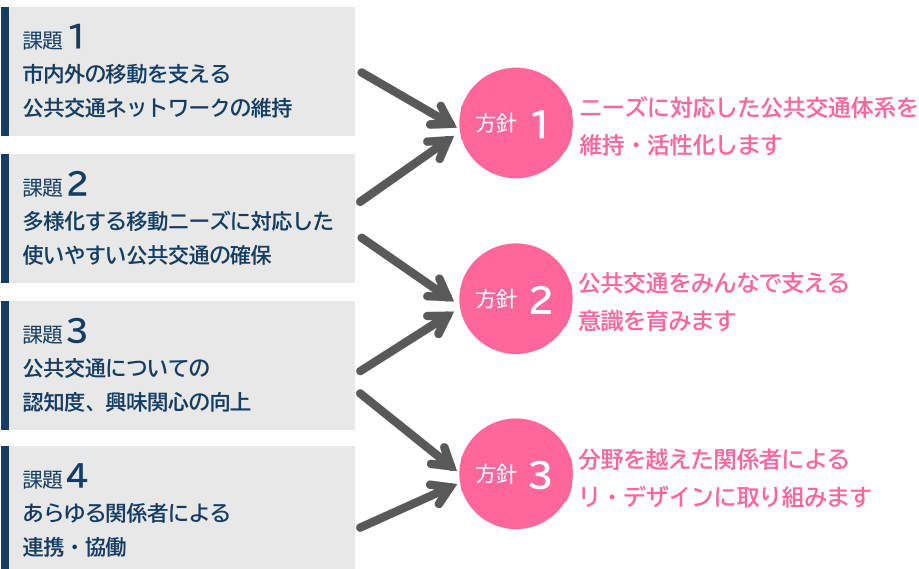 課題 1
市内外の移動を支える
公共交通ネットワークの維持
課題 2
多様化する移動ニーズに対応した
使いやすい公共交通の確保
課題 3
公共交通についての
認知度、興味関心の向上
課題 4
あらゆる関係者による
連携・協働
方針 1
ニーズに対応した公共交通体系を
維持・活性化します
方針 2
公共交通をみんなで支える
意識を育みます
方針 3
分野を越えた関係者による
リ・デザインに取り組みます